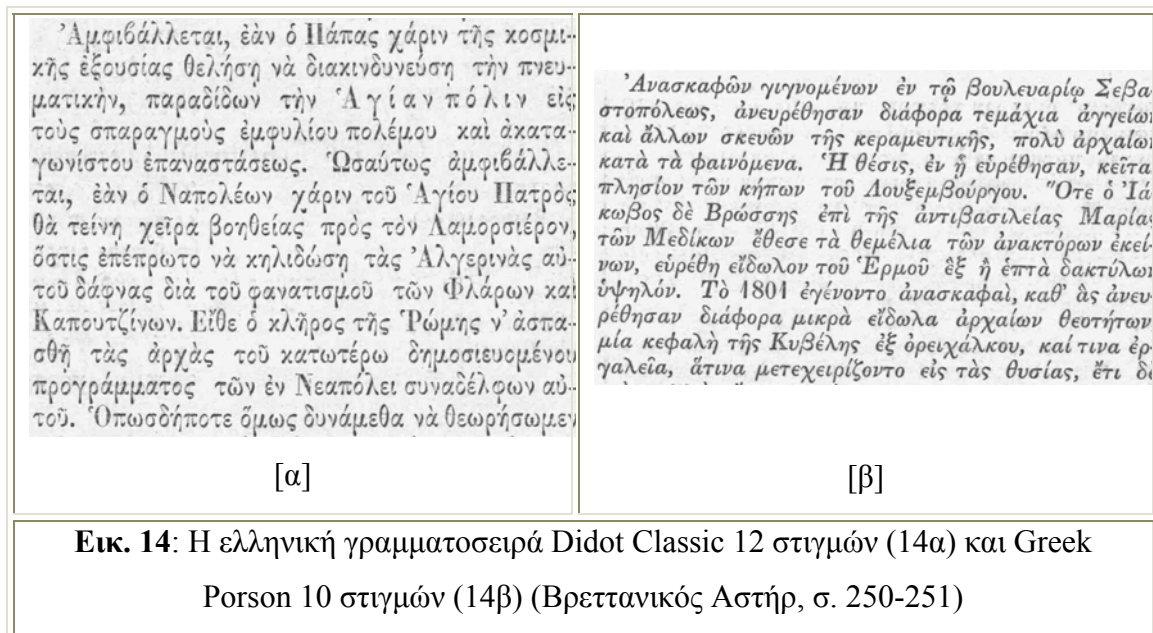 Ἀμφιβάλλεται, ἐὰν ὁ Πάπας χάριν τῆς κοσμι-
κῆς ἐξουσίας θελήσῃ νὰ διακινδυνεύσῃ τὴν πνευ-
ματικὴν, παραδίδων τὴν Ἁγίαν πόλιν εἰς
τοὺς σπαραγμοὺς ἐμφυλίου πολέμου καὶ ἀκατα-
γωνίστου ἐπαναστάσεως. Ὡσαύτως ἀμφιβάλλε-
ται, ἐὰν ὁ Ναπολέων χάριν τοῦ Ἁγίου Πατρὸς
θὰ τείνῃ χεῖρα βοηθείας πρὸς τὸν Λαμορσιέρον,
ὅστις ἐπέπρωτο νὰ κηλιδώσῃ τὰς Ἀλγερινὰς αὐ-
τοῦ δάφνας διὰ τοῦ φανατισμοῦ τῶν Φλάρων καὶ
Καπουτζίνων. Εἴθε ὁ κλῆρος τῆς Ῥώμης ν' ἀσπα-
σθῇ τὰς ἀρχὰς τοῦ κατωτέρω δημοσιευομένου
προγράμματος τῶν ἐν Νεαπόλει συναδέλφων αὐ-
τοῦ. Ὁπωσδήποτε ὅμως δυνάμεθα νὰ θεωρήσωμεν
[α]
Ἀνασκαφῶν γιγνομένων ἐν τῷ βουλευαρίῳ Σεβα-
στοπόλεως, ἀνευρέθησαν διάφορα τεμάχια ἀγγείων
καὶ ἄλλων σκευῶν τῆς κεραμευτικῆς, πολὺ ἀρχαίων
κατὰ τὰ φαινόμενα. Ἡ θέσις, ἐν ᾗ εὑρέθησαν, κεῖται
πλησίον τῶν κήπων τοῦ Λουξεμβούργου. Ὅτε ὁ Ἰά-
κωβος δὲ Βρώσσης ἐπὶ τῆς ἀντιβασιλείας Μαρίας
τῶν Μεδίκων ἔθεσε τὰ θεμέλια τῶν ἀνακτόρων ἐκεί-
νων, εὑρέθη εἴδωλον τοῦ Ἑρμοῦ ἓξ ἢ ἑπτὰ δακτύλων
ὑψηλόν. Τὸ 1801 ἐγένοντο ἀνασκαφαὶ, καθ' ἃς ἀνευ-
ρέθησαν διάφορα μικρὰ εἴδωλα ἀρχαίων θεοτήτων,
μία κεφαλὴ τῆς Κυβέλης ἐξ ὀρειχάλκου, καί τινα ἐρ-
γαλεῖα, ἅτινα μετεχειρίζοντο εἰς τὰς θυσίας, ἔτι δὲ
[β]
Εικ. 14: Η ελληνική γραμματοσειρά Didot Classic 12 στιγμών (14α) και Greek
Porson 10 στιγμών (14β) (Βρεττανικός Αστήρ, σ. 250-251)